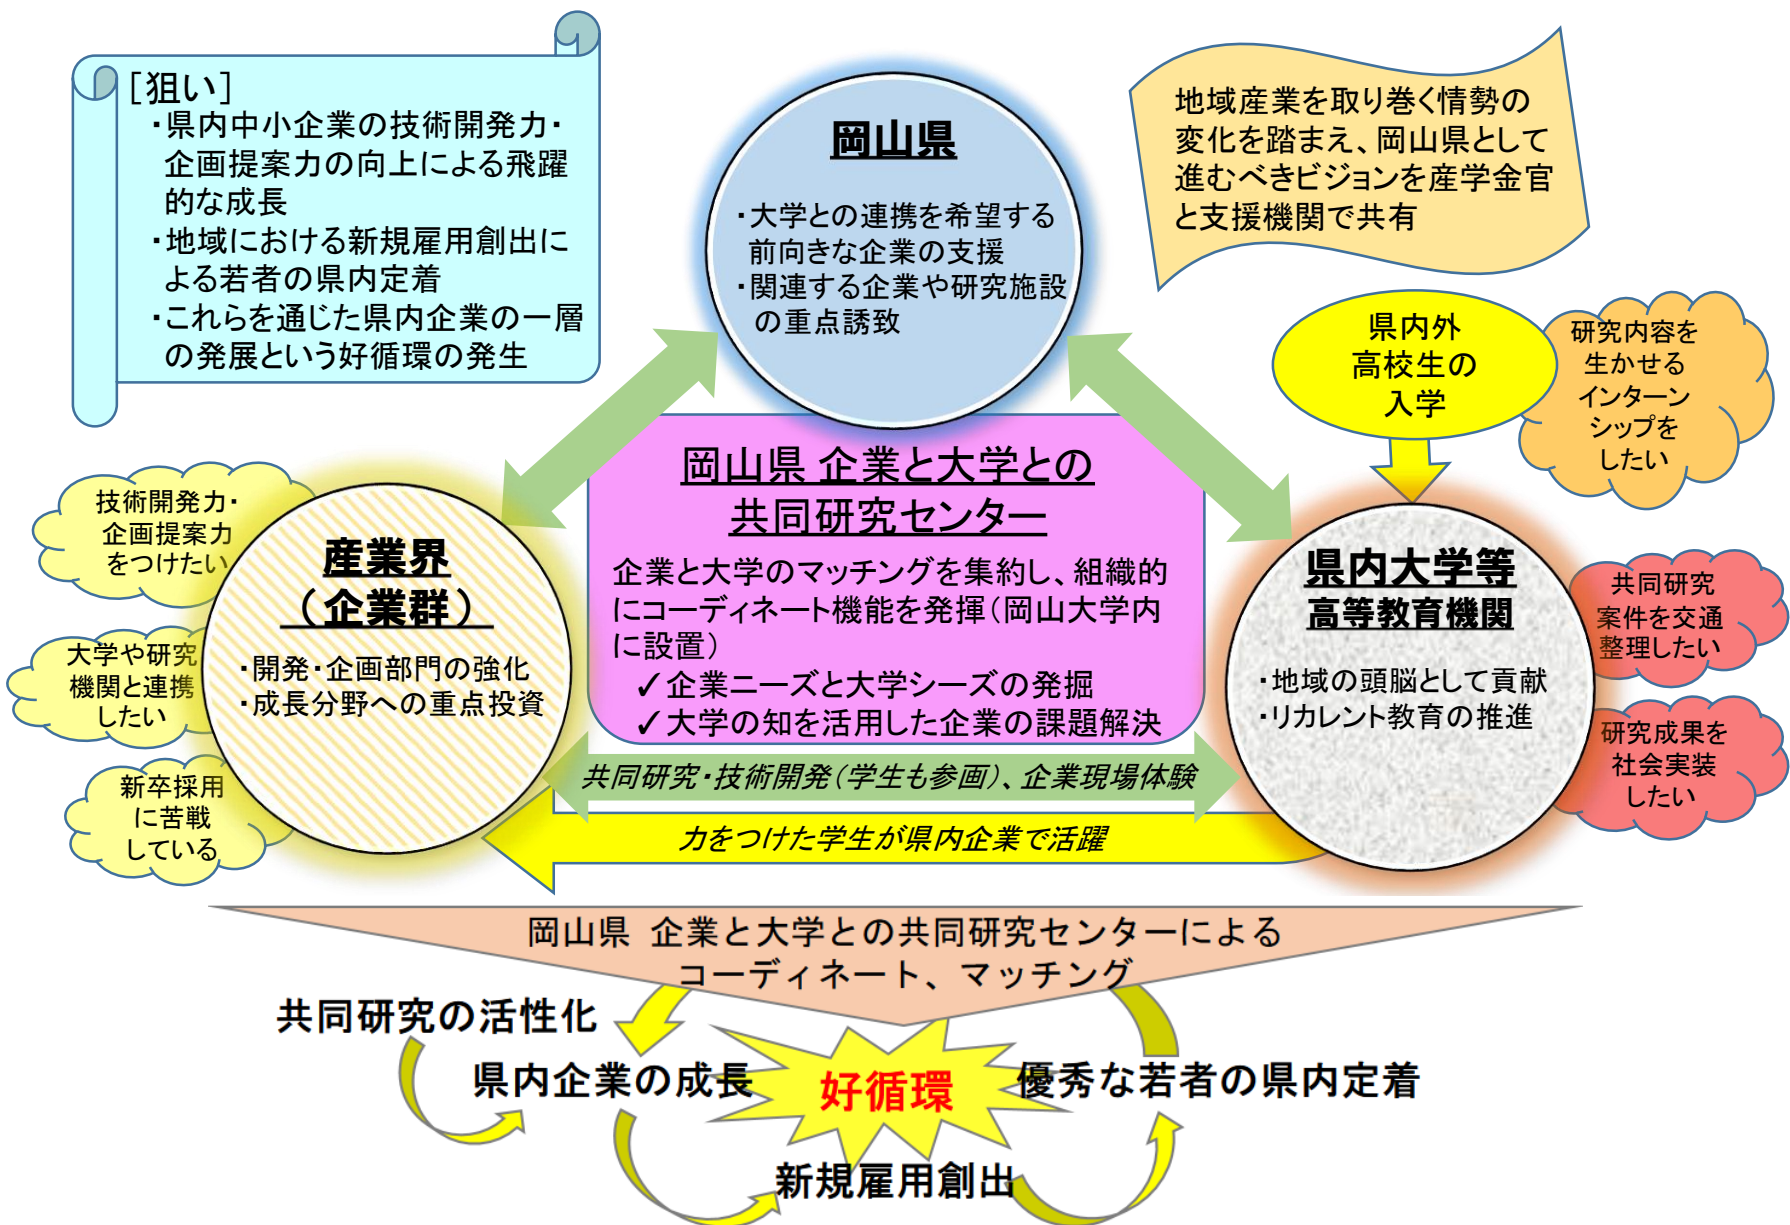 ［狙い］
・県内中小企業の技術開発力・
企画提案力の向上による飛躍
的な成長
・地域における新規雇用創出に
よる若者の県内定着
・これらを通じた県内企業の一層
の発展という好循環の発生
岡山県
・大学との連携を希望する
前向きな企業の支援
・関連する企業や研究施設
の重点誘致
地域産業を取り巻く情勢の
変化を踏まえ、岡山県として
進むべきビジョンを産学金官
と支援機関で共有
県内外
高校生の
入学
研究内容を
生かせる
インターン
シップを
したい
技術開発力・
企画提案力
をつけたい
大学や研究
機関と連携
したい
新卒採用
に苦戦
している
産業界
（企業群）
・開発・企画部門の強化
・成長分野への重点投資
岡山県 企業と大学との
共同研究センター
企業と大学のマッチングを集約し、組織的
にコーディネート機能を発揮（岡山大学内
に設置）
✓企業ニーズと大学シーズの発掘
✓大学の知を活用した企業の課題解決
県内大学等
高等教育機関
・地域の頭脳として貢献
・リカレント教育の推進
共同研究
案件を交通
整理したい
研究成果を
社会実装
したい
共同研究・技術開発（学生も参画）、企業現場体験
力をつけた学生が県内企業で活躍
岡山県 企業と大学との共同研究センターによる
コーディネート、マッチング
共同研究の活性化
県内企業の成長
好循環
優秀な若者の県内定着
新規雇用創出